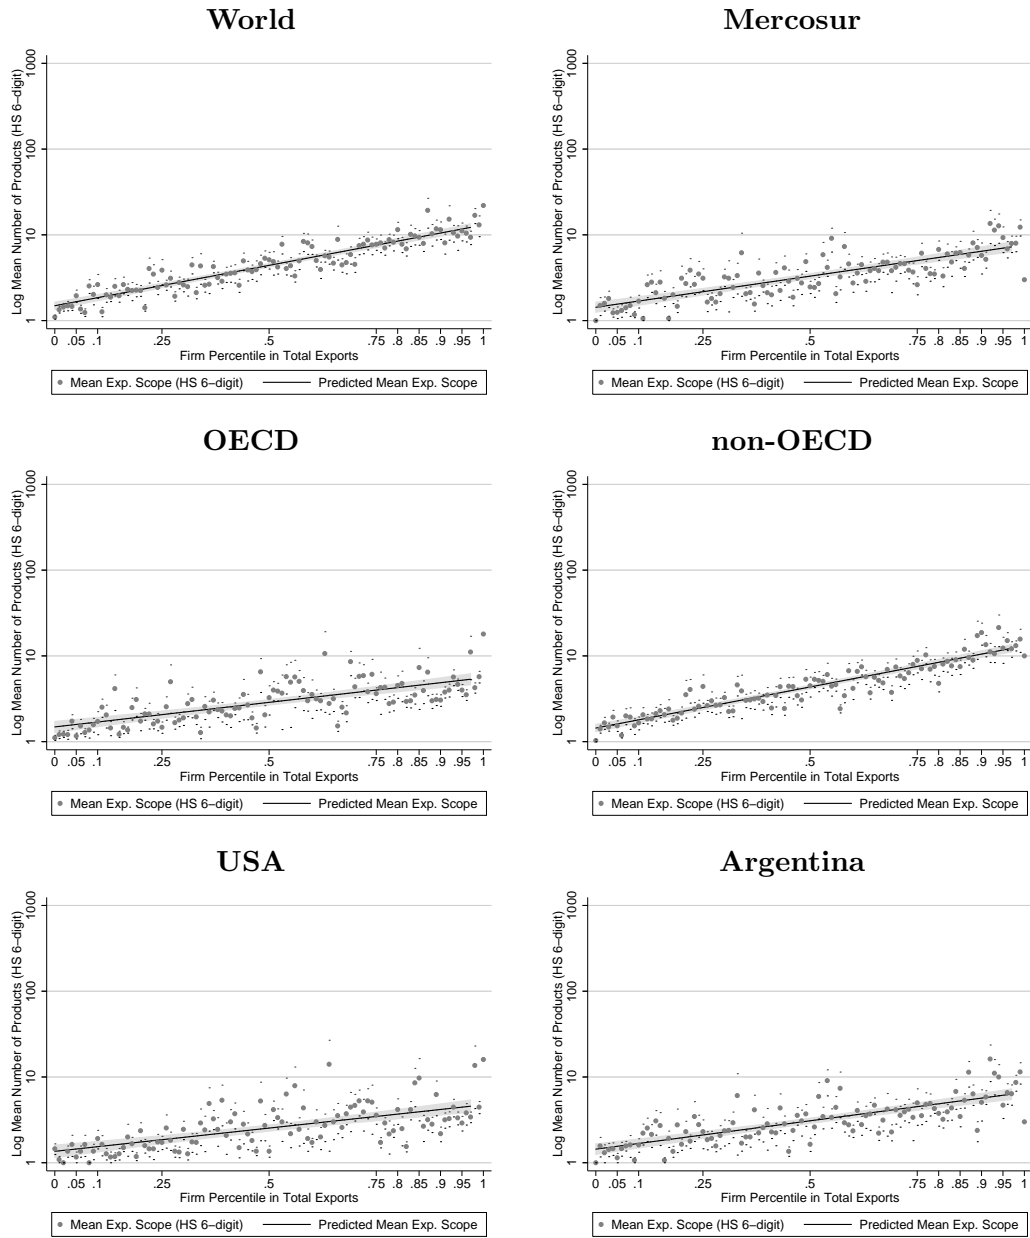 World
Log Mean Number of Products (HS 6−digit)
1000
100
10
1
0 .05 .1 .25 .5 .75 .8 .85 .9 .95 1
Firm Percentile in Total Exports
Mean Exp. Scope (HS 6−digit) Predicted Mean Exp. Scope
Mercosur
Log Mean Number of Products (HS 6−digit)
1000
100
10
1
0 .05 .1 .25 .5 .75 .8 .85 .9 .95 1
Firm Percentile in Total Exports
Mean Exp. Scope (HS 6−digit) Predicted Mean Exp. Scope
OECD
Log Mean Number of Products (HS 6−digit)
1000
100
10
1
0 .05 .1 .25 .5 .75 .8 .85 .9 .95 1
Firm Percentile in Total Exports
Mean Exp. Scope (HS 6−digit) Predicted Mean Exp. Scope
non-OECD
Log Mean Number of Products (HS 6−digit)
1000
100
10
1
0 .05 .1 .25 .5 .75 .8 .85 .9 .95 1
Firm Percentile in Total Exports
Mean Exp. Scope (HS 6−digit) Predicted Mean Exp. Scope
USA
Log Mean Number of Products (HS 6−digit)
1000
100
10
1
0 .05 .1 .25 .5 .75 .8 .85 .9 .95 1
Firm Percentile in Total Exports
Mean Exp. Scope (HS 6−digit) Predicted Mean Exp. Scope
Argentina
Log Mean Number of Products (HS 6−digit)
1000
100
10
1
0 .05 .1 .25 .5 .75 .8 .85 .9 .95 1
Firm Percentile in Total Exports
Mean Exp. Scope (HS 6−digit) Predicted Mean Exp. Scope